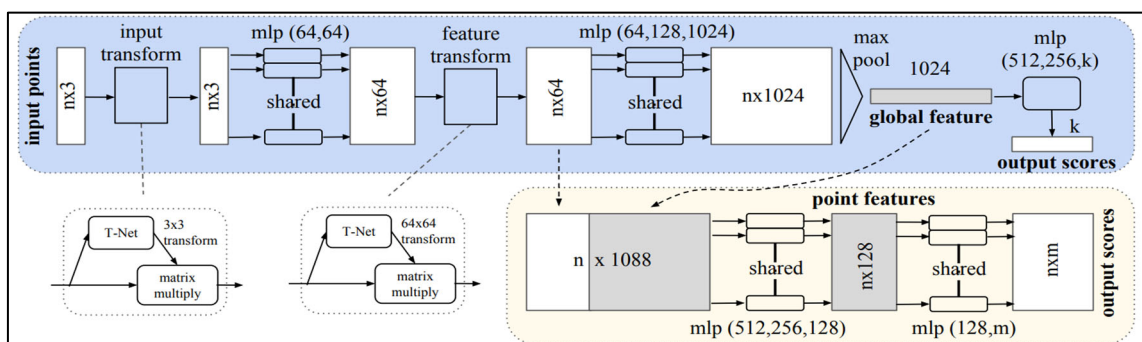 input points
nx3
input
transform
nx3
mlp (64,64)
shared
nx64
feature
transform
nx64
mlp (64,128,1024)
shared
nx1024
max
pool
1024
global feature
mlp
(512,256,k)
k
output scores
T-Net
3x3
transform
matrix
multiply
T-Net
64x64
transform
matrix
multiply
point features
n x 1088
shared
mlp (512,256,128)
nx128
shared
mlp (128,m)
nxm
output scores